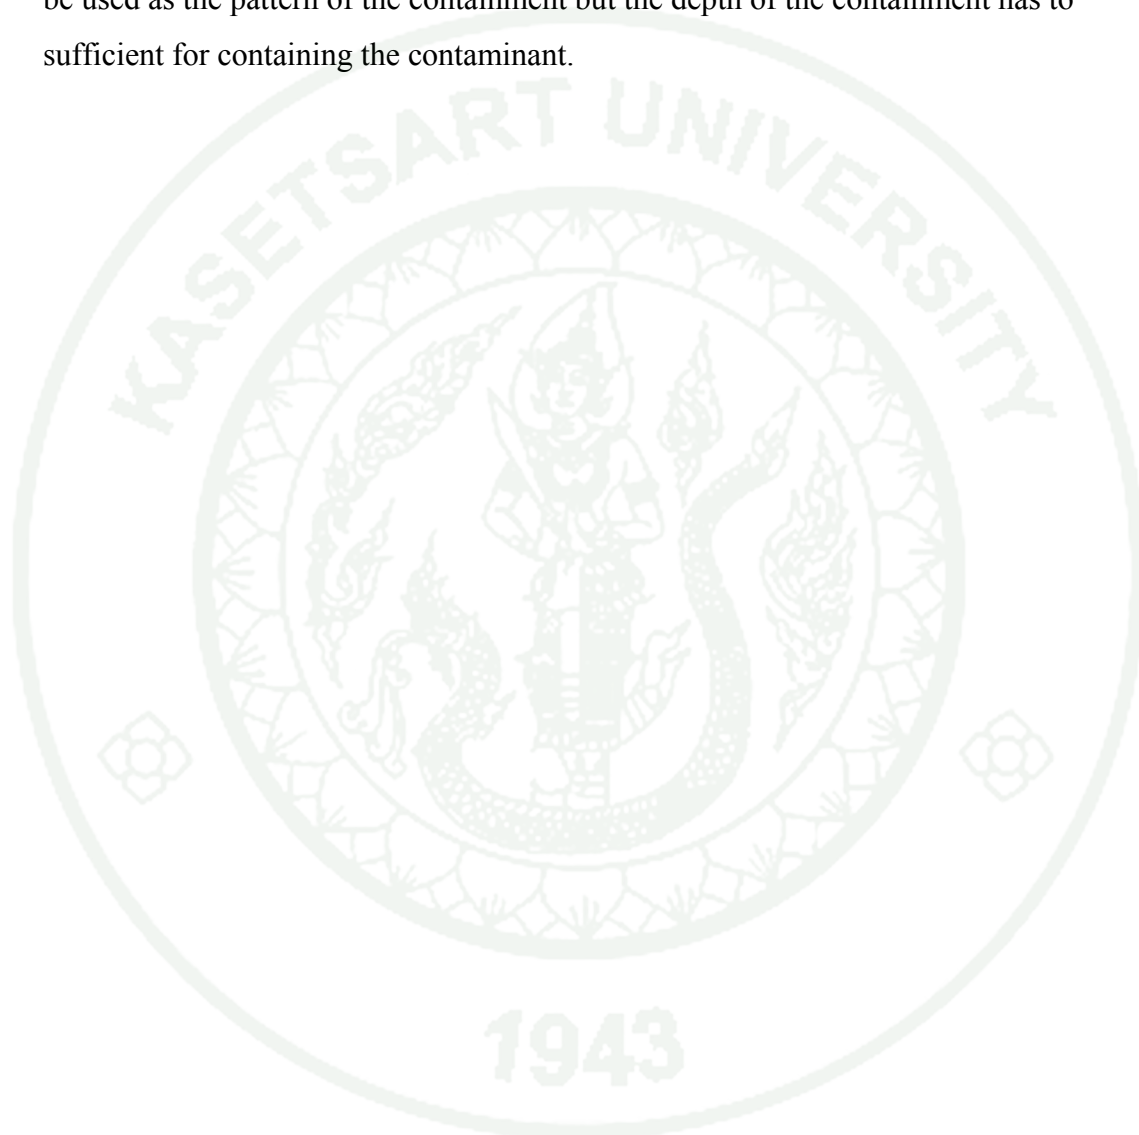 be used as the pattern of the containment but the depth of the containment has to
sufficient for containing the contaminant.
KASETSART UNIVERSITY
1943